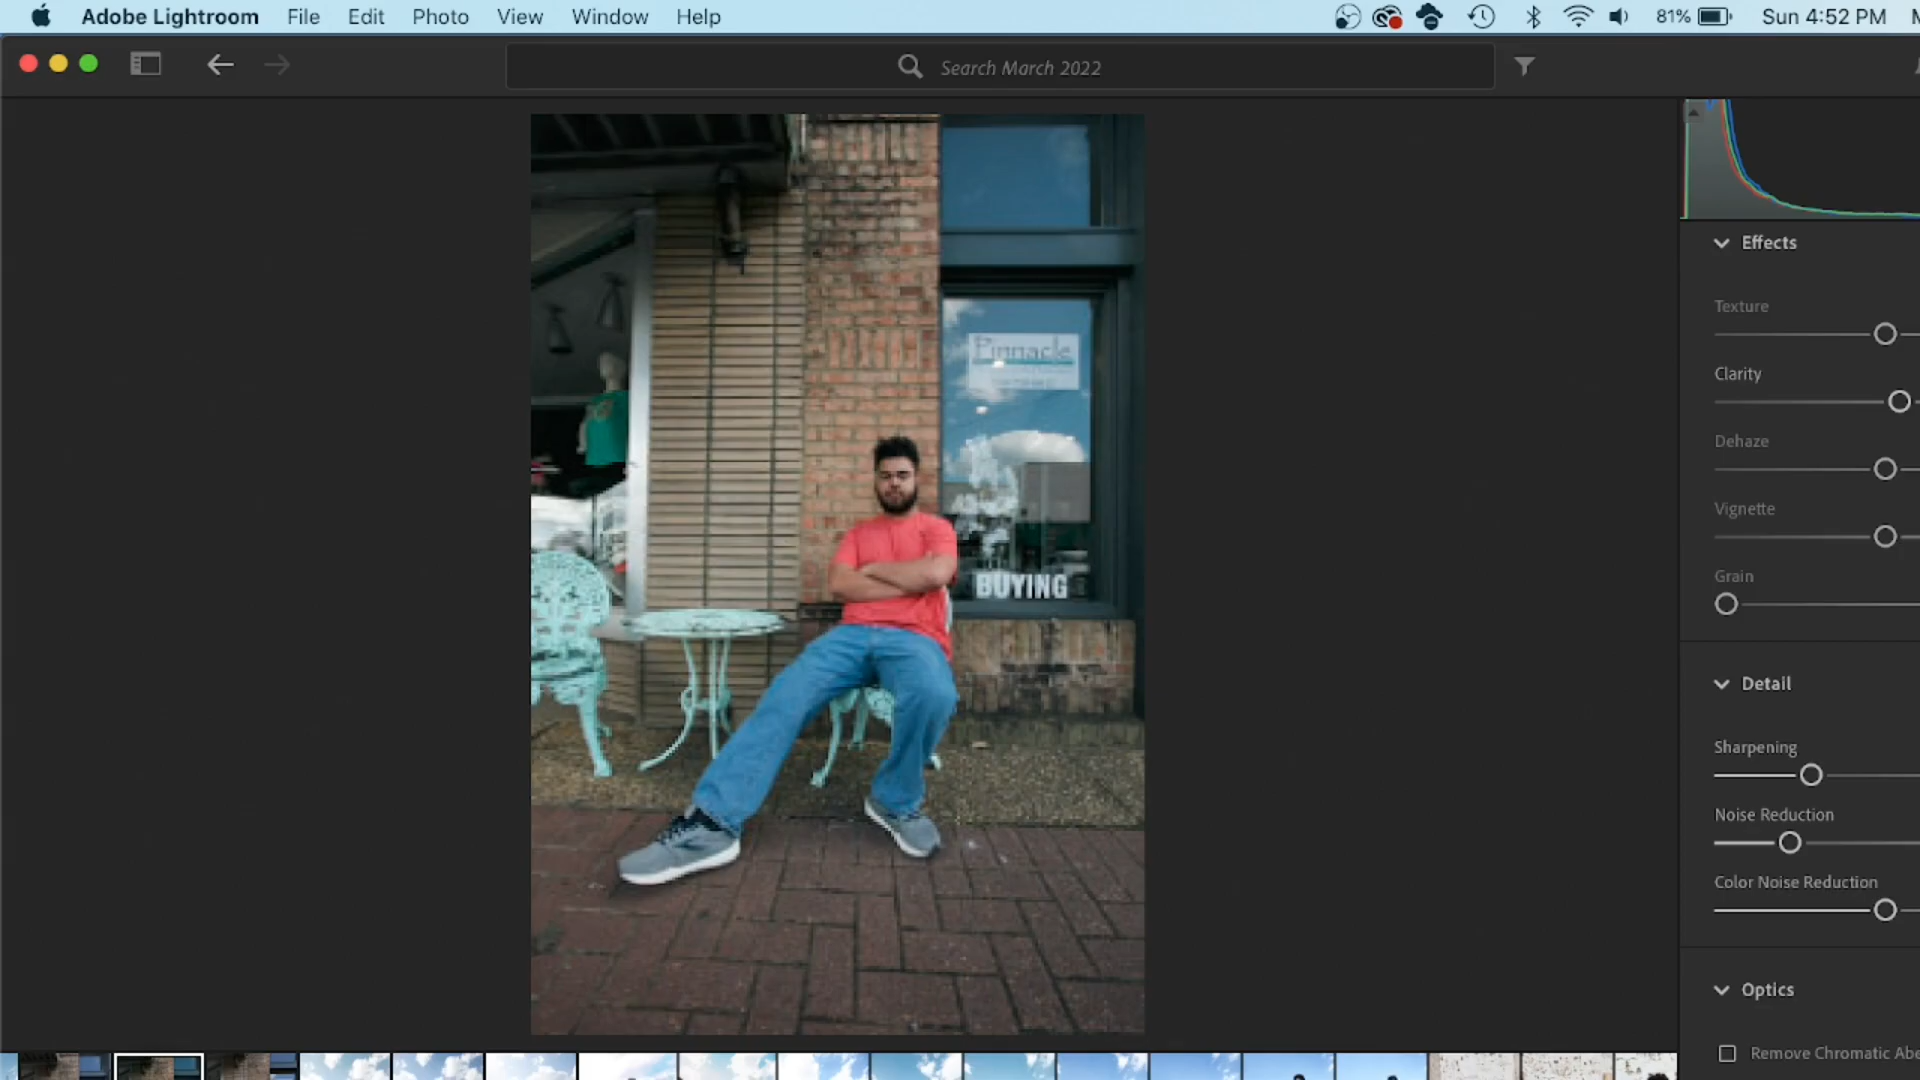 Adobe Lightroom File Edit Photo View Window Help 81% Sun 4:52 PM
Search March 2022
Effects
Texture
Clarity
Dehaze
Vignette
Grain
Detail
Sharpening
Noise Reduction
Color Noise Reduction
Optics
Remove Chromatic Abe
Pinnacle
BUYING